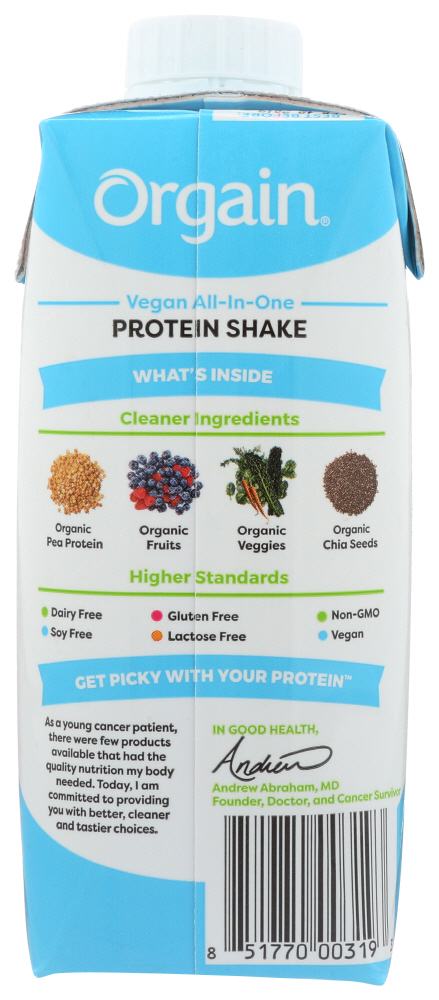 BEST BEFORE:
Orgain®
Vegan All-In-One
PROTEIN SHAKE
WHAT'S INSIDE
Cleaner Ingredients
Organic
Pea Protein
Organic
Fruits
Organic
Veggies
Organic
Chia Seeds
Higher Standards
Dairy Free
Gluten Free
Non-GMO
Soy Free
Lactose Free
Vegan
GET PICKY WITH YOUR PROTEIN™
As a young cancer patient,
there were few products
available that had the
quality nutrition my body
needed. Today, I am
committed to providing
you with better, cleaner
and tastier choices.
IN GOOD HEALTH,
Andrew
Andrew Abraham, MD
Founder, Doctor, and Cancer Survivor
8 51770 00319